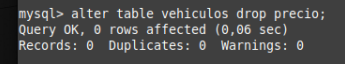 mysql> alter table vehiculos drop precio;
Query OK, 0 rows affected (0,06 sec)
Records: 0  Duplicates: 0  Warnings: 0